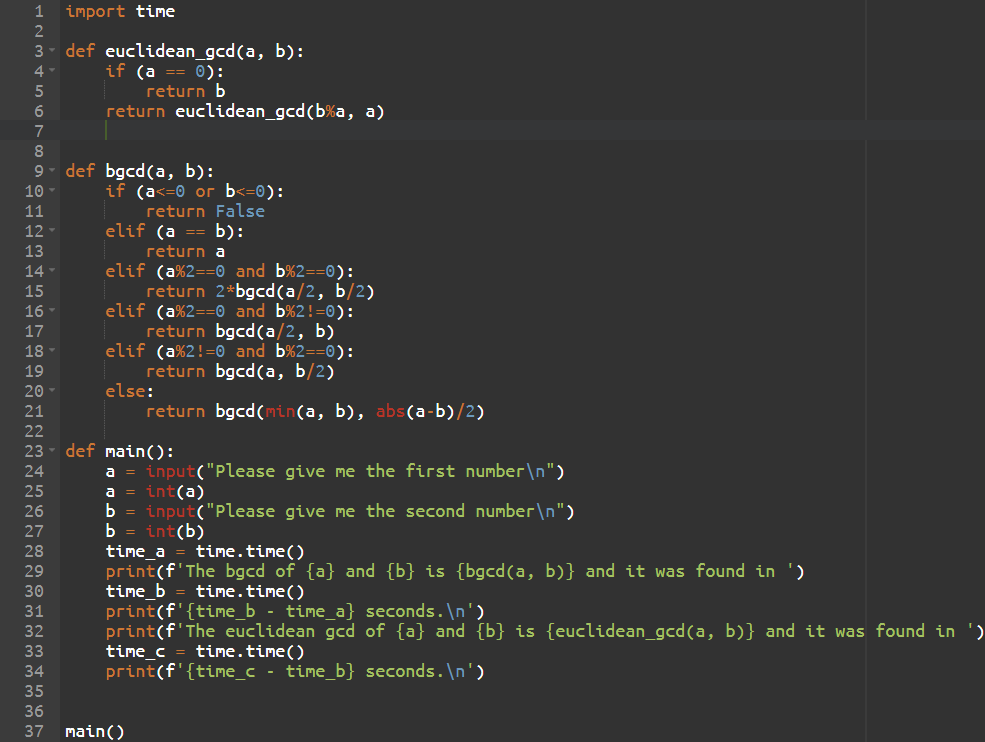 1 import time
2
3 def euclidean_gcd(a, b):
4     if (a == 0):
5         return b
6     return euclidean_gcd(b%a, a)
7
8
9 def bgcd(a, b):
10     if (a<=0 or b<=0):
11         return False
12     elif (a == b):
13         return a
14     elif (a%2==0 and b%2==0):
15         return 2*bgcd(a/2, b/2)
16     elif (a%2==0 and b%2!=0):
17         return bgcd(a/2, b)
18     elif (a%2!=0 and b%2==0):
19         return bgcd(a, b/2)
20     else:
21         return bgcd(min(a, b), abs(a-b)/2)
22
23 def main():
24     a = input("Please give me the first number\n")
25     a = int(a)
26     b = input("Please give me the second number\n")
27     b = int(b)
28     time_a = time.time()
29     print(f'The bgcd of {a} and {b} is {bgcd(a, b)} and it was found in ')
30     time_b = time.time()
31     print(f'{time_b - time_a} seconds.\n')
32     print(f'The euclidean gcd of {a} and {b} is {euclidean_gcd(a, b)} and it was found in ')
33     time_c = time.time()
34     print(f'{time_c - time_b} seconds.\n')
35
36
37 main()